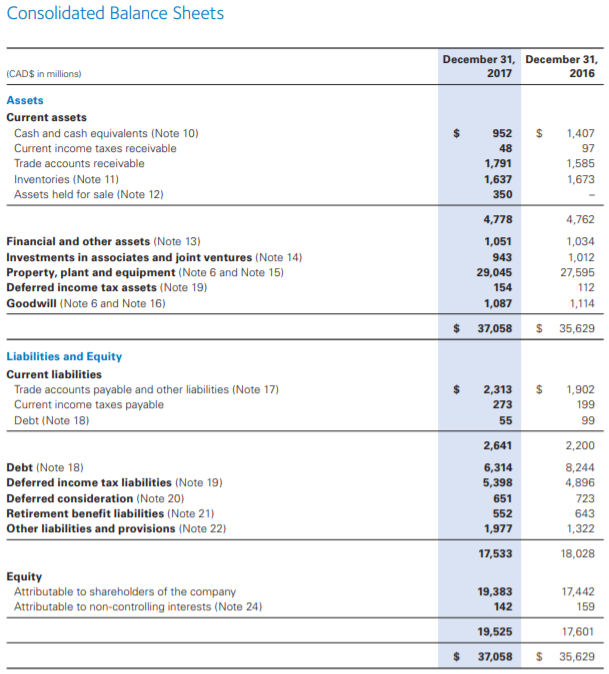 Consolidated Balance Sheets
December 31, December 31,
(CAD$ in millions) 2017 2016
Assets
Current assets
Cash and cash equivalents (Note 10) $ 952 $ 1,407
Current income taxes receivable 48 97
Trade accounts receivable 1,791 1,585
Inventories (Note 11) 1,637 1,673
Assets held for sale (Note 12) 350 –
4,778 4,762
Financial and other assets (Note 13) 1,051 1,034
Investments in associates and joint ventures (Note 14) 943 1,012
Property, plant and equipment (Note 6 and Note 15) 29,045 27,595
Deferred income tax assets (Note 19) 154 112
Goodwill (Note 6 and Note 16) 1,087 1,114
$ 37,058 $ 35,629
Liabilities and Equity
Current liabilities
Trade accounts payable and other liabilities (Note 17) $ 2,313 $ 1,902
Current income taxes payable 273 199
Debt (Note 18) 55 99
2,641 2,200
Debt (Note 18) 6,314 8,244
Deferred income tax liabilities (Note 19) 5,398 4,896
Deferred consideration (Note 20) 651 723
Retirement benefit liabilities (Note 21) 552 643
Other liabilities and provisions (Note 22) 1,977 1,322
17,533 18,028
Equity
Attributable to shareholders of the company 19,383 17,442
Attributable to non-controlling interests (Note 24) 142 159
19,525 17,601
$ 37,058 $ 35,629